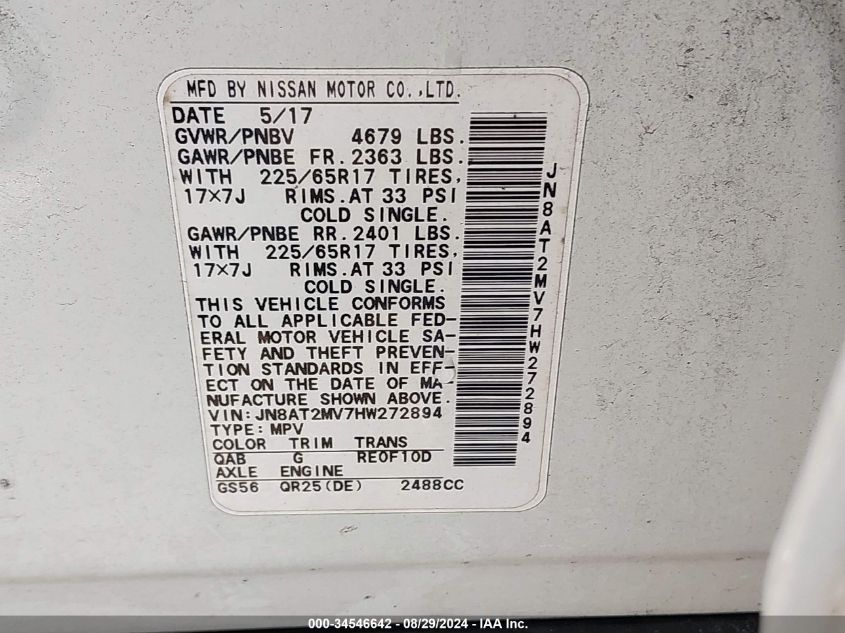 MFD BY NISSAN MOTOR CO.,LTD.
DATE 5/17
GVWR/PNBV 4679 LBS.
GAWR/PNBE FR. 2363 LBS.
WITH 225/65R17 TIRES,
17×7J RIMS.AT 33 PSI
COLD SINGLE.
GAWR/PNBE RR. 2401 LBS.
WITH 225/65R17 TIRES,
17×7J RIMS.AT 33 PSI
COLD SINGLE.
THIS VEHICLE CONFORMS
TO ALL APPLICABLE FED-
ERAL MOTOR VEHICLE SA-
FETY AND THEFT PREVEN-
TION STANDARDS IN EFF-
ECT ON THE DATE OF MA-
NUFACTURE SHOWN ABOVE.
VIN:JN8AT2MV7HW272894
TYPE:MPV
COLOR TRIM TRANS
QAB G RE0F10D
AXLE ENGINE
GS56 QR25(DE) 2488CC
JN8AT2MV7HW272894
000-34546642 - 08/29/2024 - IAA Inc.